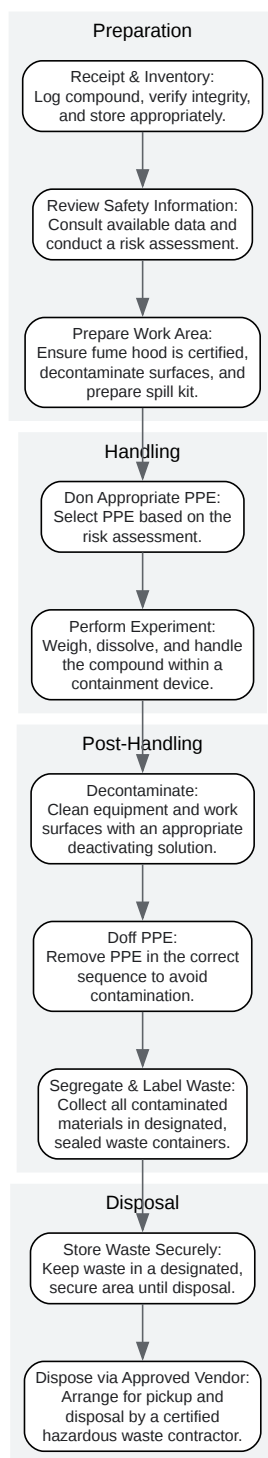 Preparation
Receipt & Inventory:
Log compound, verify integrity,
and store appropriately.
Review Safety Information:
Consult available data and
conduct a risk assessment.
Prepare Work Area:
Ensure fume hood is certified,
decontaminate surfaces, and
prepare spill kit.
Handling
Don Appropriate PPE:
Select PPE based on the
risk assessment.
Perform Experiment:
Weigh, dissolve, and handle
the compound within a
containment device.
Post-Handling
Decontaminate:
Clean equipment and work
surfaces with an appropriate
deactivating solution.
Doff PPE:
Remove PPE in the correct
sequence to avoid
contamination.
Segregate & Label Waste:
Collect all contaminated
materials in designated,
sealed waste containers.
Disposal
Store Waste Securely:
Keep waste in a designated,
secure area until disposal.
Dispose via Approved Vendor:
Arrange for pickup and
disposal by a certified
hazardous waste contractor.